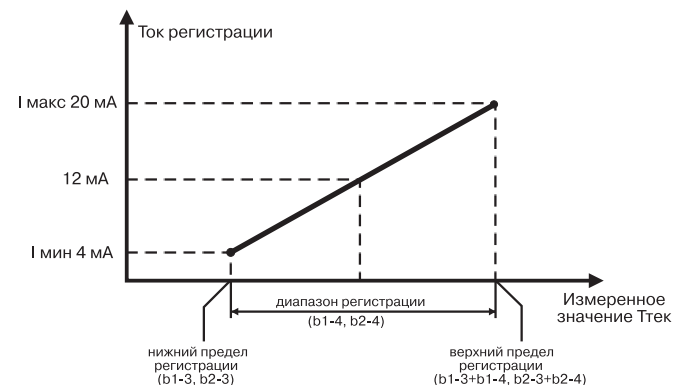 Ток регистрации
I макс 20 мА
12 мА
I мин 4 мА
диапазон регистрации
(b1-4, b2-4)
Измеренное
значение Ттек
нижний предел
регистрации
(b1-3, b2-3)
верхний предел
регистрации
(b1-3+b1-4, b2-3+b2-4)